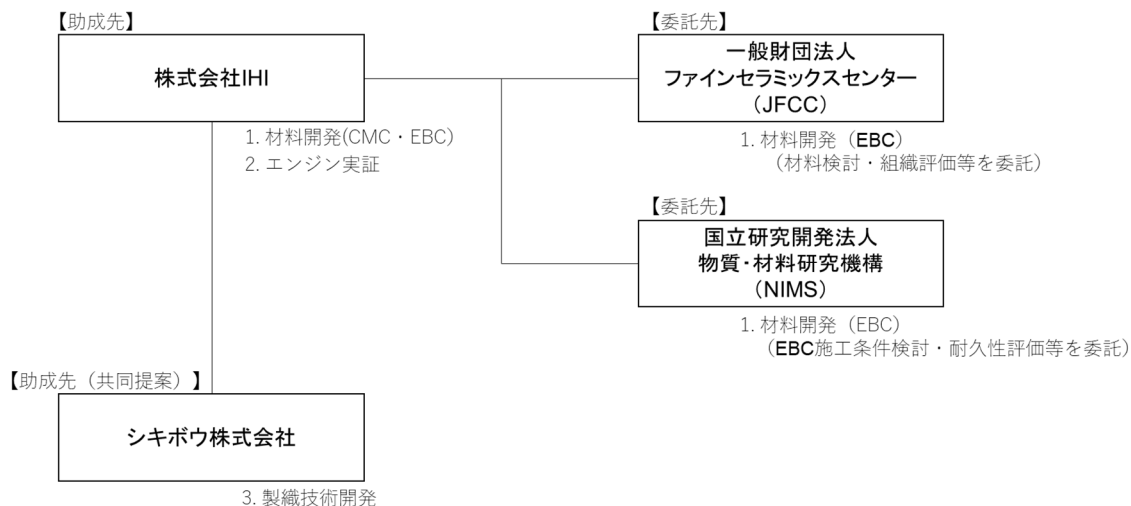 【助成先】
株式会社IHI
1. 材料開発(CMC・EBC)
2. エンジン実証
【委託先】
一般財団法人
ファインセラミックスセンター
（JFCC）
1. 材料開発（EBC）
（材料検討・組織評価等を委託）
【委託先】
国立研究開発法人
物質・材料研究機構
（NIMS）
1. 材料開発（EBC）
（EBC施工条件検討・耐久性評価等を委託）
【助成先（共同提案）】
シキボウ株式会社
3. 製織技術開発